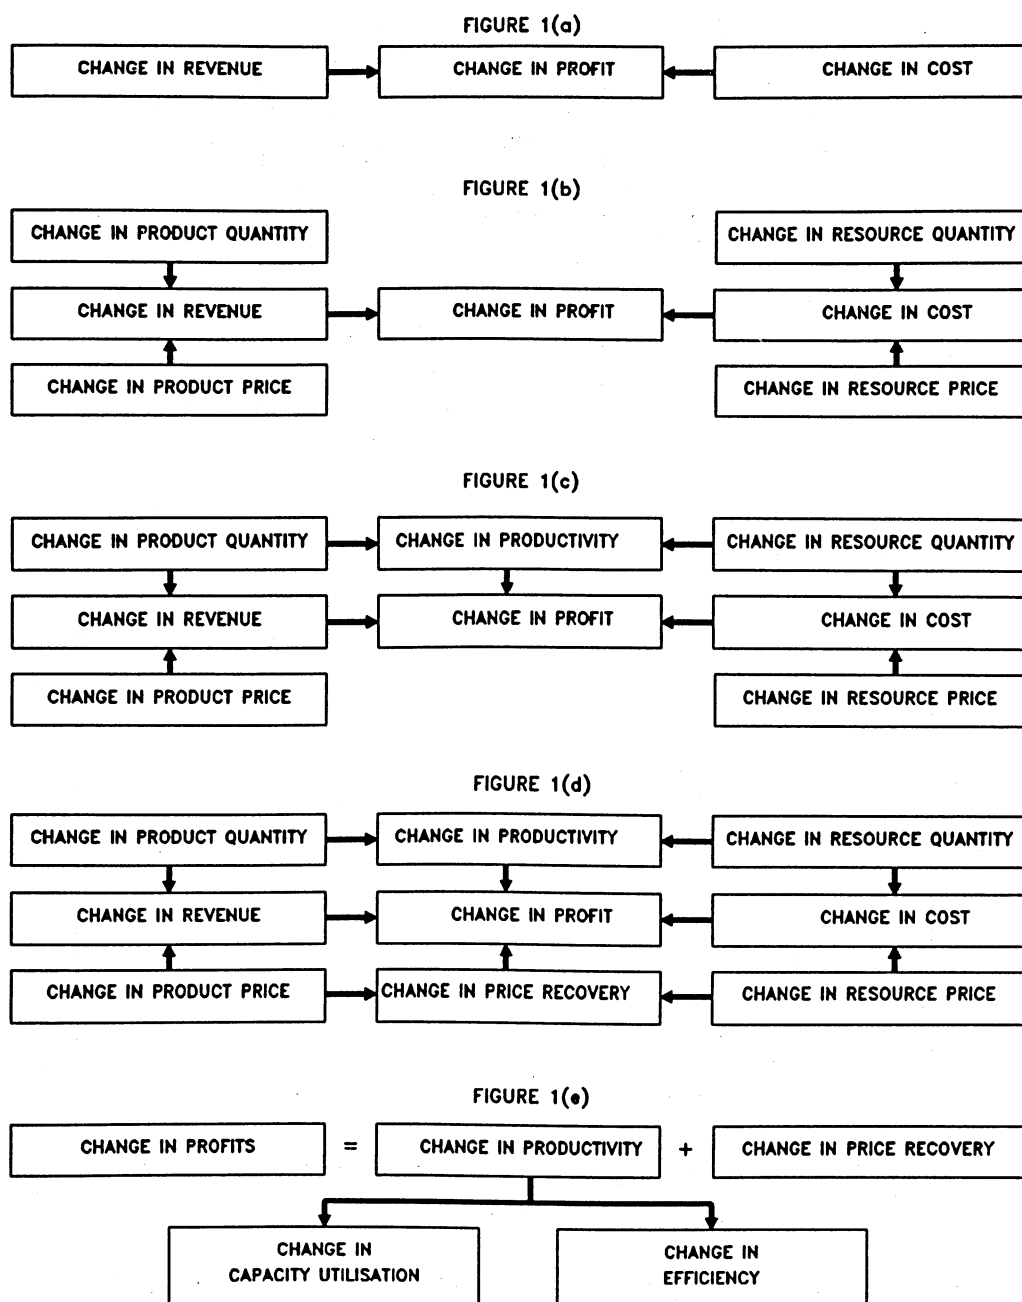 FIGURE 1(a)
CHANGE IN REVENUE
CHANGE IN PROFIT
CHANGE IN COST
FIGURE 1(b)
CHANGE IN PRODUCT QUANTITY
CHANGE IN RESOURCE QUANTITY
CHANGE IN REVENUE
CHANGE IN PROFIT
CHANGE IN COST
CHANGE IN PRODUCT PRICE
CHANGE IN RESOURCE PRICE
FIGURE 1(c)
CHANGE IN PRODUCT QUANTITY
CHANGE IN PRODUCTIVITY
CHANGE IN RESOURCE QUANTITY
CHANGE IN REVENUE
CHANGE IN PROFIT
CHANGE IN COST
CHANGE IN PRODUCT PRICE
CHANGE IN RESOURCE PRICE
FIGURE 1(d)
CHANGE IN PRODUCT QUANTITY
CHANGE IN PRODUCTIVITY
CHANGE IN RESOURCE QUANTITY
CHANGE IN REVENUE
CHANGE IN PROFIT
CHANGE IN COST
CHANGE IN PRODUCT PRICE
CHANGE IN PRICE RECOVERY
CHANGE IN RESOURCE PRICE
FIGURE 1(e)
CHANGE IN PROFITS = CHANGE IN PRODUCTIVITY + CHANGE IN PRICE RECOVERY
CHANGE IN
CAPACITY UTILISATION
CHANGE IN
EFFICIENCY